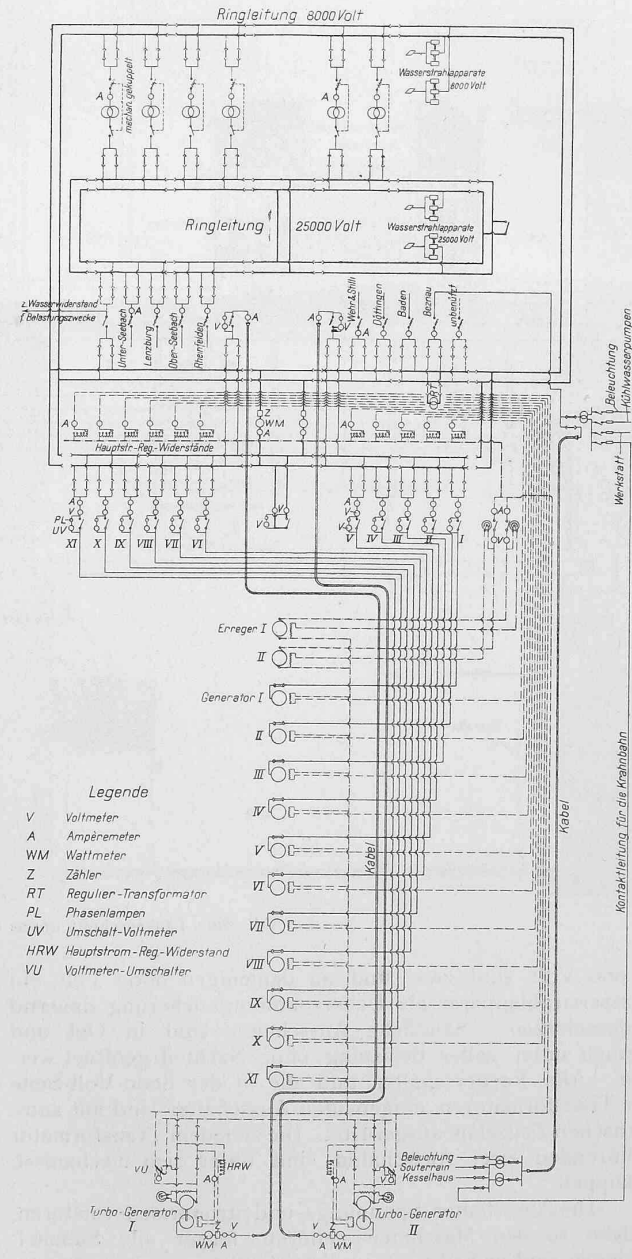 Ringleitung 8000 Volt
A
mechan. gekuppelt
A
Wasserstrahlapparate
8000 Volt
Ringleitung
25000 Volt
Wasserstrahlapparate
25000 Volt
z. Wasserwiderstand
f. Belastungszwecke
Unter-Seebach
A
Lenzburg
Ober-Seebach
Rheinfelden
V
A
A
V
Wehr & Stilli
A
Döttingen
Baden
Beznau
unbenützt
RT
Beleuchtung
Kühlwasserpumpen
Werkstatt
A
Z
WM
A
A
Hauptstr.-Reg.-Widerstände
A
V
PL
UV
XI
X
IX
VIII
VII
VI
V
V
A
V
V
IV
III
II
I
A
V
Erreger I
II
Generator I
II
III
IV
V
VI
VII
VIII
IX
X
XI
Kabel
Kabel
Kontaktleitung für die Krahnbahn
Legende
V Voltmeter
A Ampèremeter
WM Wattmeter
Z Zähler
RT Regulier-Transformator
PL Phasenlampen
UV Umschalt-Voltmeter
HRW Hauptstrom-Reg-Widerstand
VU Voltmeter-Umschalter
VU
HRW
A
Turbo-Generator
I
Z
V
WM
A
A
V
Turbo-Generator
II
V
Z
A
WM
Beleuchtung
Souterrain
Kesselhaus